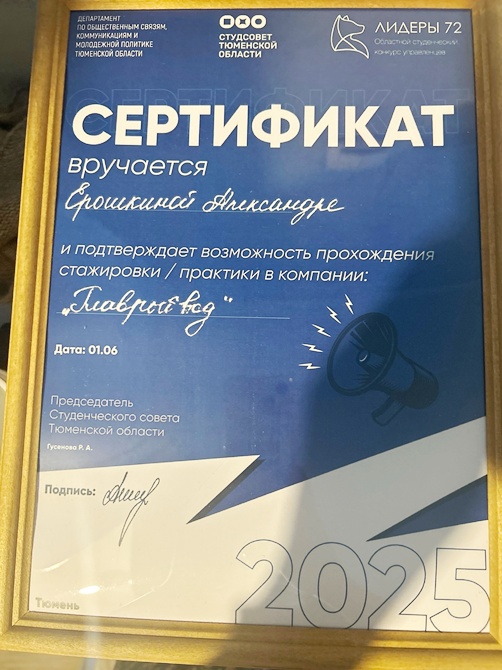 ДЕПАРТАМЕНТ
ПО ОБЩЕСТВЕННЫМ СВЯЗЯМ,
КОММУНИКАЦИЯМ И
МОЛОДЕЖНОЙ ПОЛИТИКЕ
ТЮМЕНСКОЙ ОБЛАСТИ
СТУДСОВЕТ
ТЮМЕНСКОЙ
ОБЛАСТИ
ЛИДЕРЫ 72
Областной студенческий
конкурс управленцев
СЕРТИФИКАТ
СЕРТИФИКАТ
вручается
Ерошкиной Александре
и подтверждает возможность прохождения
стажировки / практики в компании:
"Главрыбвод"
Дата: 01.06
Председатель
Студенческого совета
Тюменской области
Гусенова Р. А.
Подпись:
2025
Тюмень